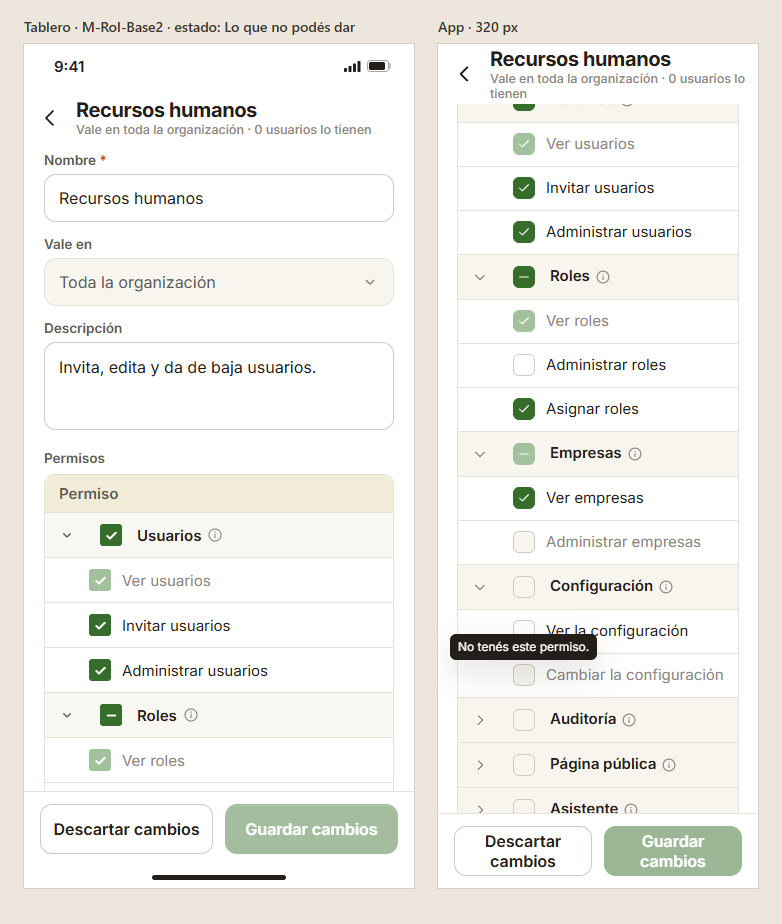 Tablero · M-Rol-Base2 · estado: Lo que no podés dar
9:41
Recursos humanos
Vale en toda la organización · 0 usuarios lo tienen
Nombre *
Recursos humanos
Vale en
Toda la organización
Descripción
Invita, edita y da de baja usuarios.
Permisos
Permiso
Usuarios
Ver usuarios
Invitar usuarios
Administrar usuarios
Roles
Ver roles
Descartar cambios
Guardar cambios
App · 320 px
Recursos humanos
Vale en toda la organización · 0 usuarios lo
tienen
Ver usuarios
Invitar usuarios
Administrar usuarios
Roles
Ver roles
Administrar roles
Asignar roles
Empresas
Ver empresas
Administrar empresas
Configuración
Ver la configuración
No tenés este permiso.
Cambiar la configuración
Auditoría
Página pública
Asistente
Descartar
cambios
Guardar
cambios